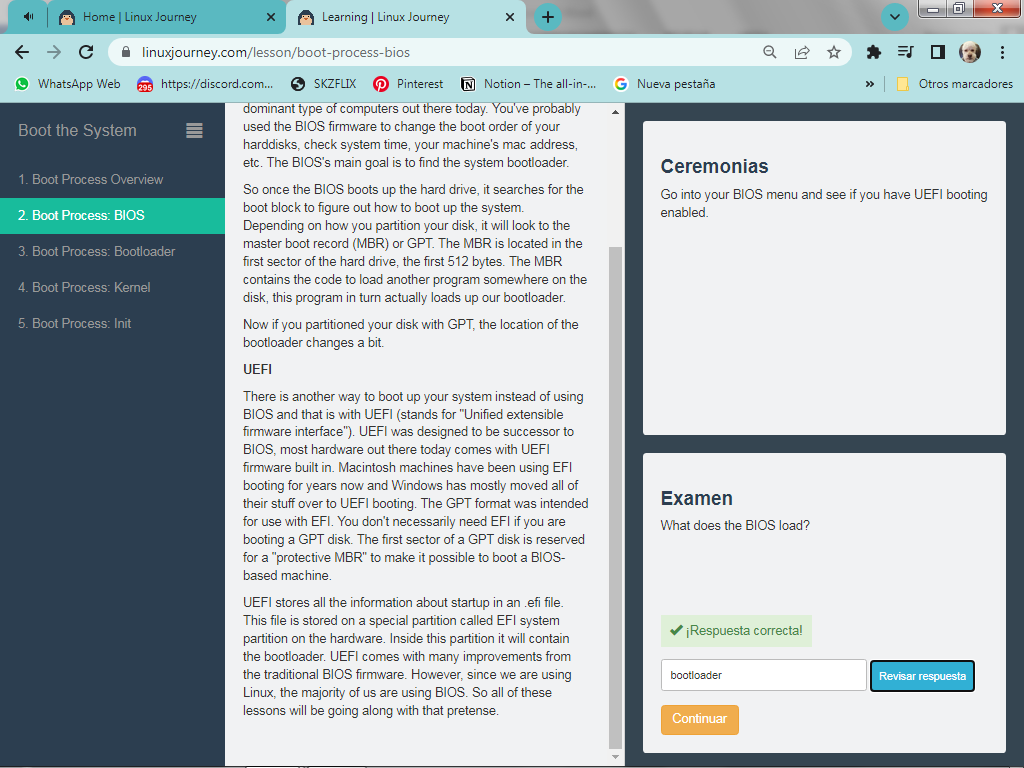 Home | Linux Journey
Learning | Linux Journey
linuxjourney.com/lesson/boot-process-bios
WhatsApp Web
295
https://discord.com...
SKZFLIX
Pinterest
Notion – The all-in-...
Nueva pestaña
»
Otros marcadores
Boot the System
1. Boot Process Overview
2. Boot Process: BIOS
3. Boot Process: Bootloader
4. Boot Process: Kernel
5. Boot Process: Init
dominant type of computers out there today. You've probably
used the BIOS firmware to change the boot order of your
harddisks, check system time, your machine's mac address,
etc. The BIOS's main goal is to find the system bootloader.
So once the BIOS boots up the hard drive, it searches for the
boot block to figure out how to boot up the system.
Depending on how you partition your disk, it will look to the
master boot record (MBR) or GPT. The MBR is located in the
first sector of the hard drive, the first 512 bytes. The MBR
contains the code to load another program somewhere on the
disk, this program in turn actually loads up our bootloader.
Now if you partitioned your disk with GPT, the location of the
bootloader changes a bit.
UEFI
There is another way to boot up your system instead of using
BIOS and that is with UEFI (stands for "Unified extensible
firmware interface"). UEFI was designed to be successor to
BIOS, most hardware out there today comes with UEFI
firmware built in. Macintosh machines have been using EFI
booting for years now and Windows has mostly moved all of
their stuff over to UEFI booting. The GPT format was intended
for use with EFI. You don't necessarily need EFI if you are
booting a GPT disk. The first sector of a GPT disk is reserved
for a "protective MBR" to make it possible to boot a BIOS-
based machine.
UEFI stores all the information about startup in an .efi file.
This file is stored on a special partition called EFI system
partition on the hardware. Inside this partition it will contain
the bootloader. UEFI comes with many improvements from
the traditional BIOS firmware. However, since we are using
Linux, the majority of us are using BIOS. So all of these
lessons will be going along with that pretense.
Ceremonias
Go into your BIOS menu and see if you have UEFI booting
enabled.
Examen
What does the BIOS load?
¡Respuesta correcta!
bootloader
Revisar respuesta
Continuar